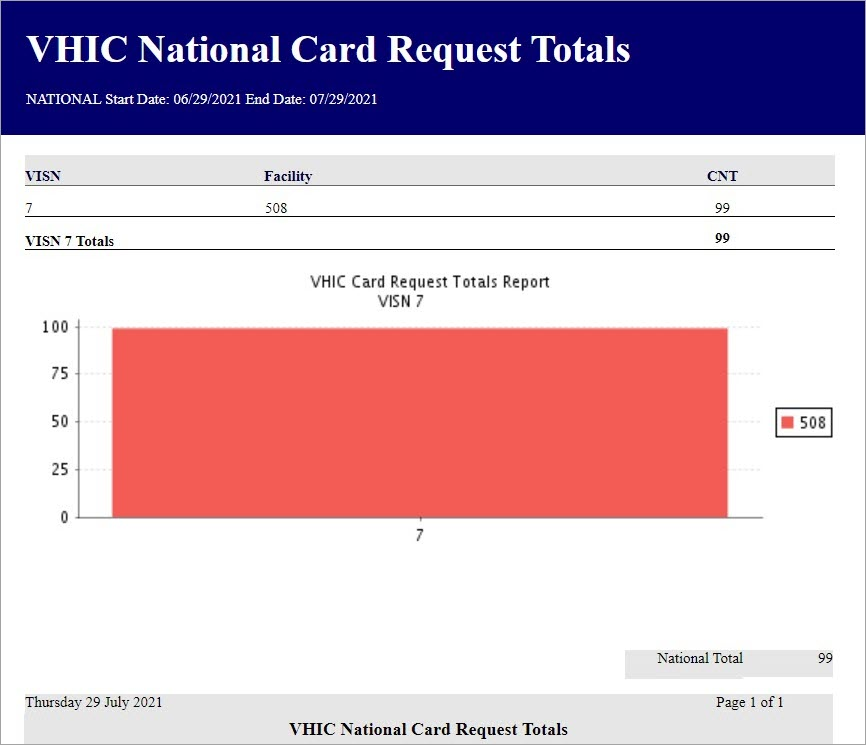 VHIC National Card Request Totals
NATIONAL Start Date: 06/29/2021 End Date: 07/29/2021
VISN Facility CNT
7 508 99
VISN 7 Totals 99
VHIC Card Request Totals Report
VISN 7
100
75
50
25
0
7
508
National Total 99
Thursday 29 July 2021 Page 1 of 1
VHIC National Card Request Totals